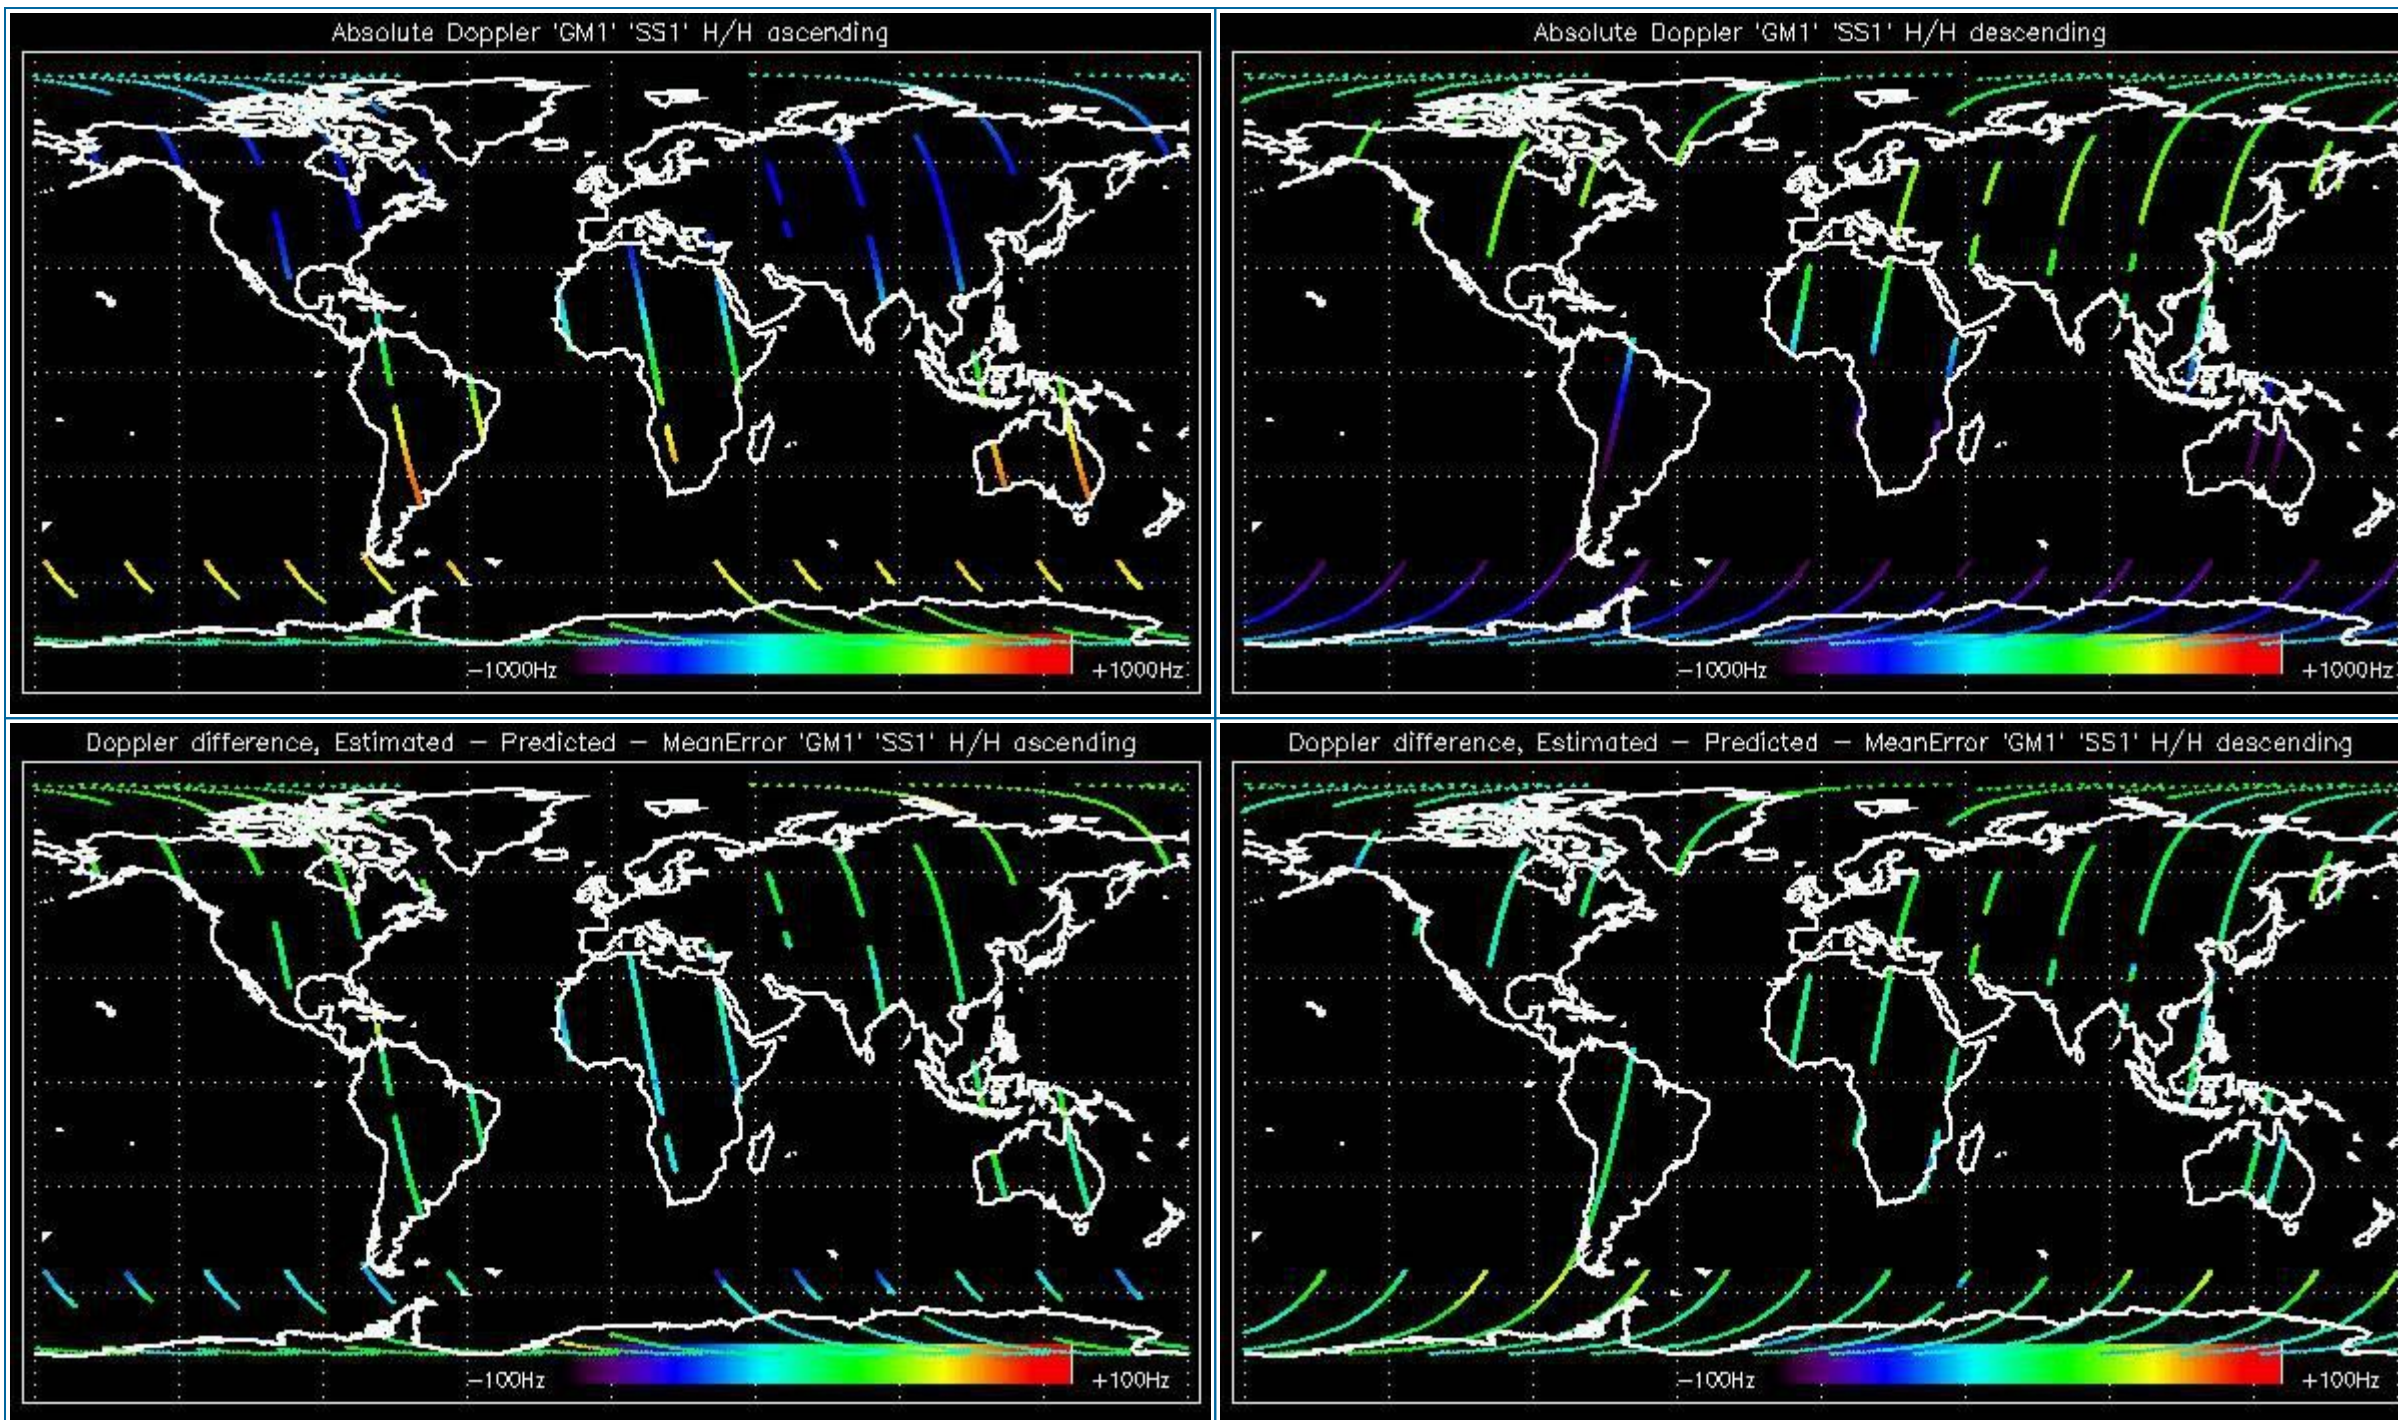 Absolute Doppler 'GM1' 'SS1' H/H ascending
−1000Hz
+1000Hz
Absolute Doppler 'GM1' 'SS1' H/H descending
−1000Hz
+1000Hz
Doppler difference, Estimated − Predicted − MeanError 'GM1' 'SS1' H/H ascending
−100Hz
+100Hz
Doppler difference, Estimated − Predicted − MeanError 'GM1' 'SS1' H/H descending
−100Hz
+100Hz